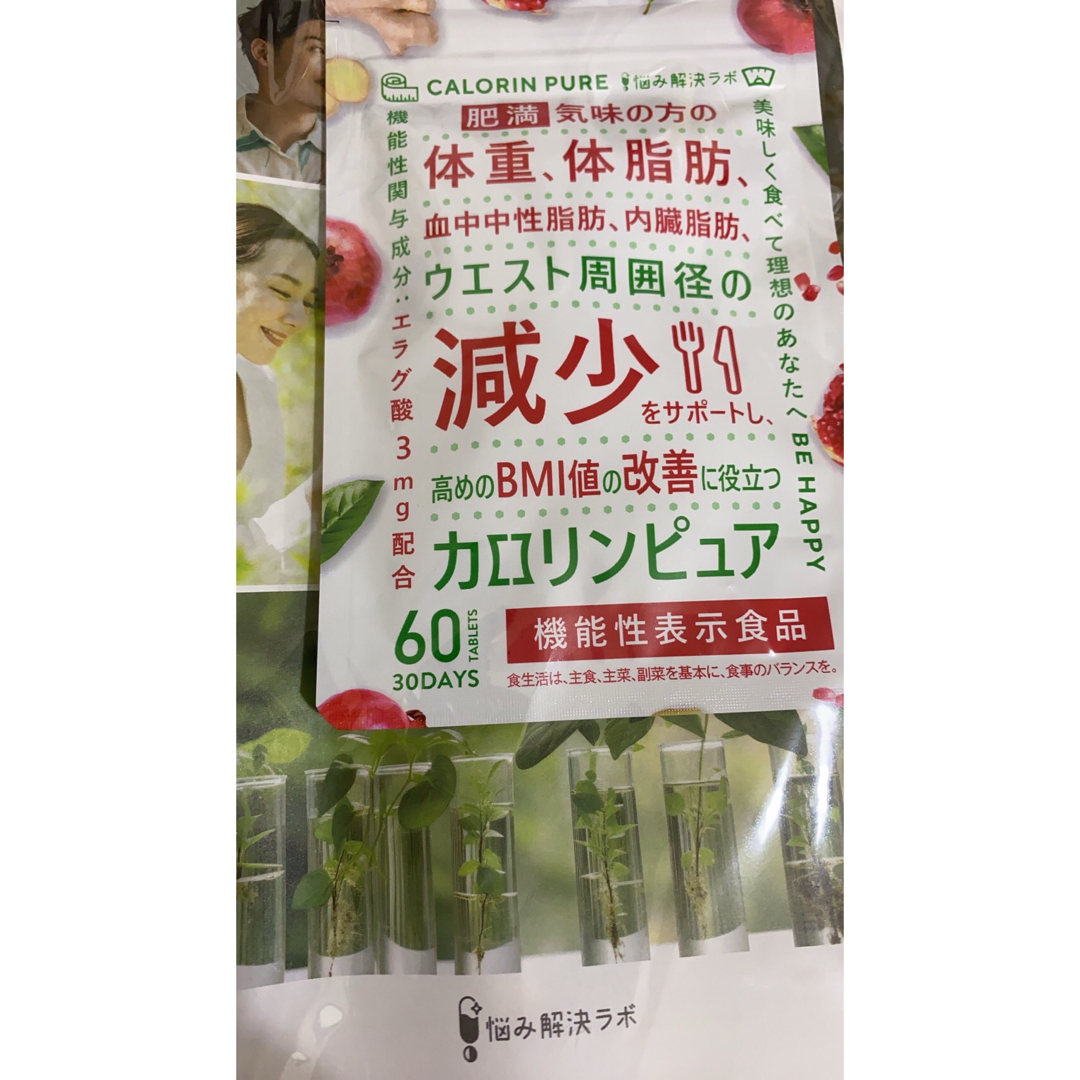 CALORIN PURE 悩み解決ラボ
肥満気味の方の
体重、体脂肪、
血中中性脂肪、内臓脂肪、
ウエスト周囲径の
減少
をサポートし、
高めのBMI値の改善に役立つ
カロリンピュア
機能性関与成分：エラグ酸3mg配合
美味しく食べて理想のあなたへ BE HAPPY
60 TABLETS
30DAYS
機能性表示食品
食生活は、主食、主菜、副菜を基本に、食事のバランスを。
悩み解決ラボ